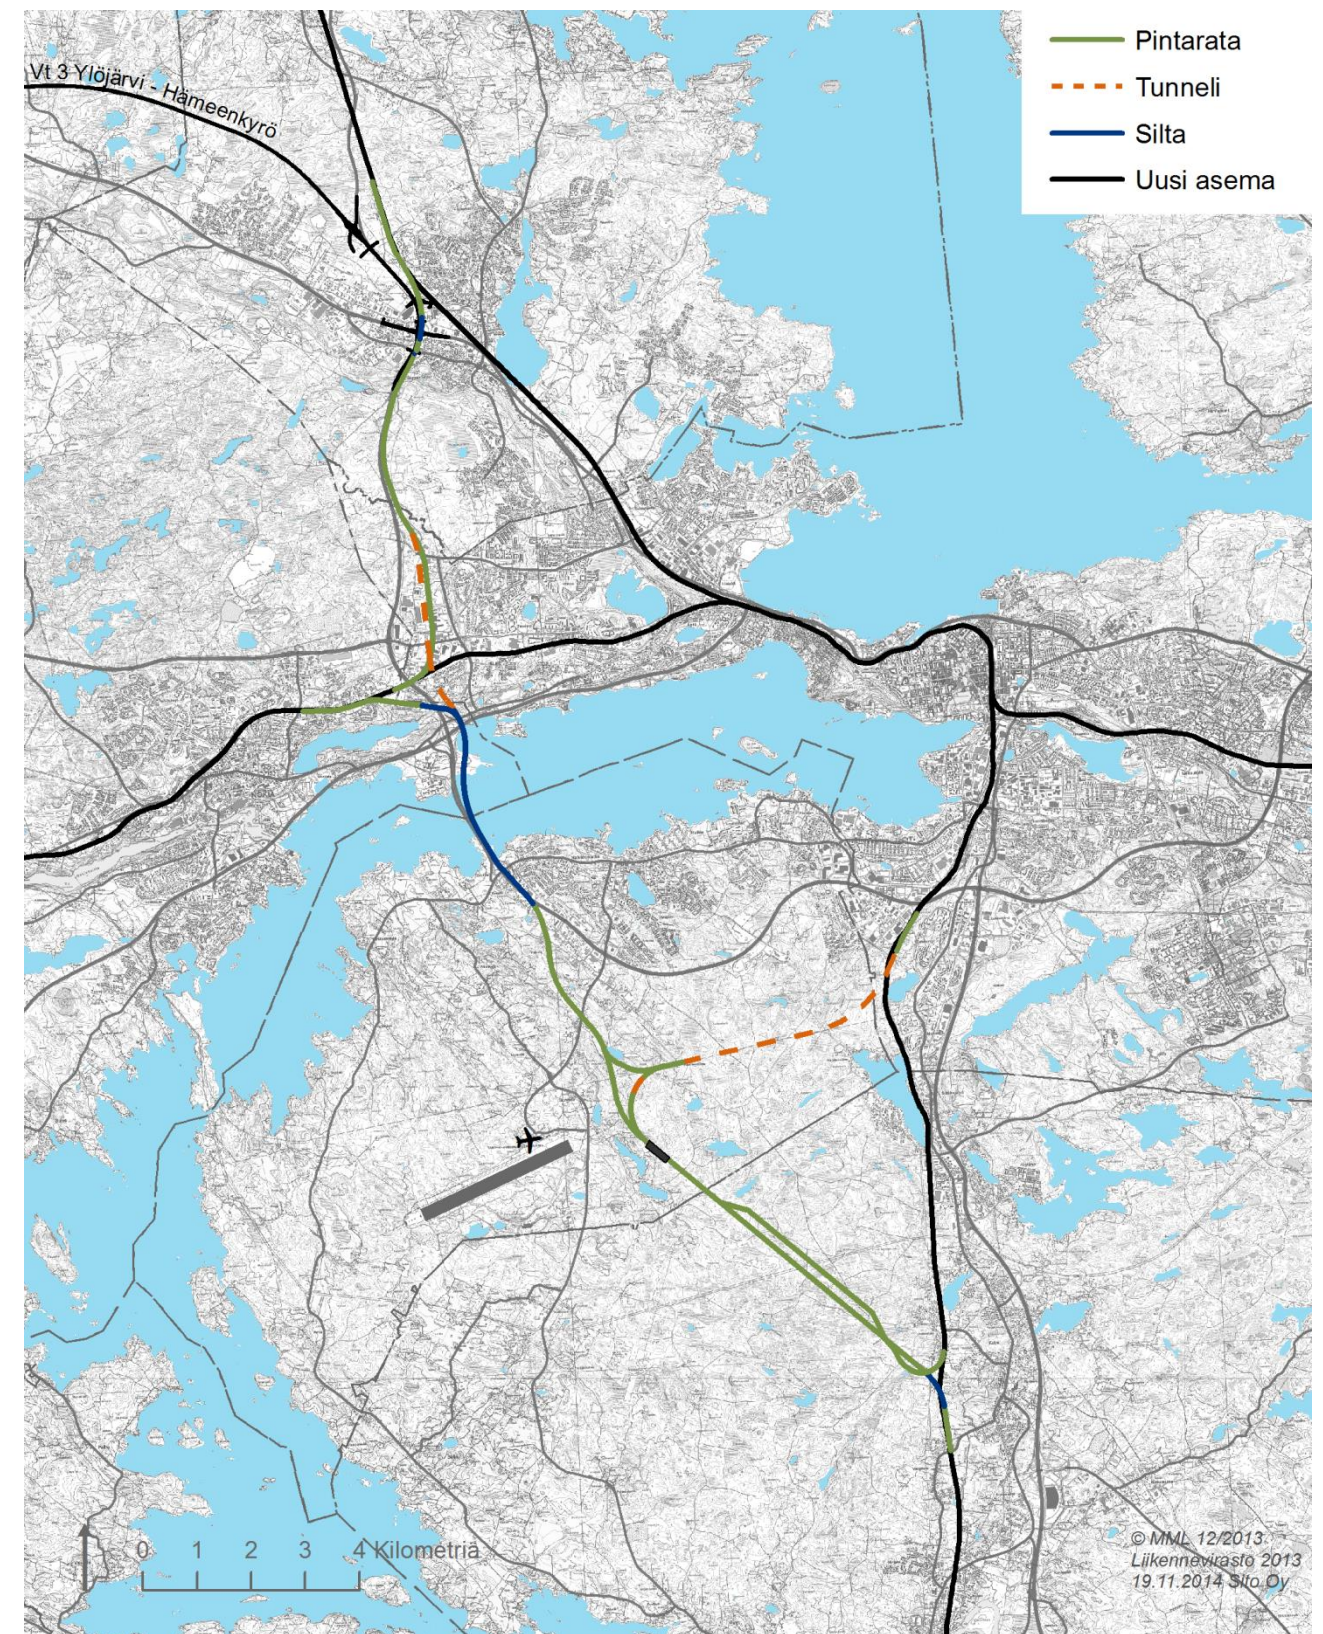 Pintarata
Tunneli
Silta
Uusi asema
Vt 3 Ylöjärvi - Hämeenkyrö
0 1 2 3 4 Kilometriä
© MML 12/2013
Liikennevirasto 2013
19.11.2014 Sito Oy